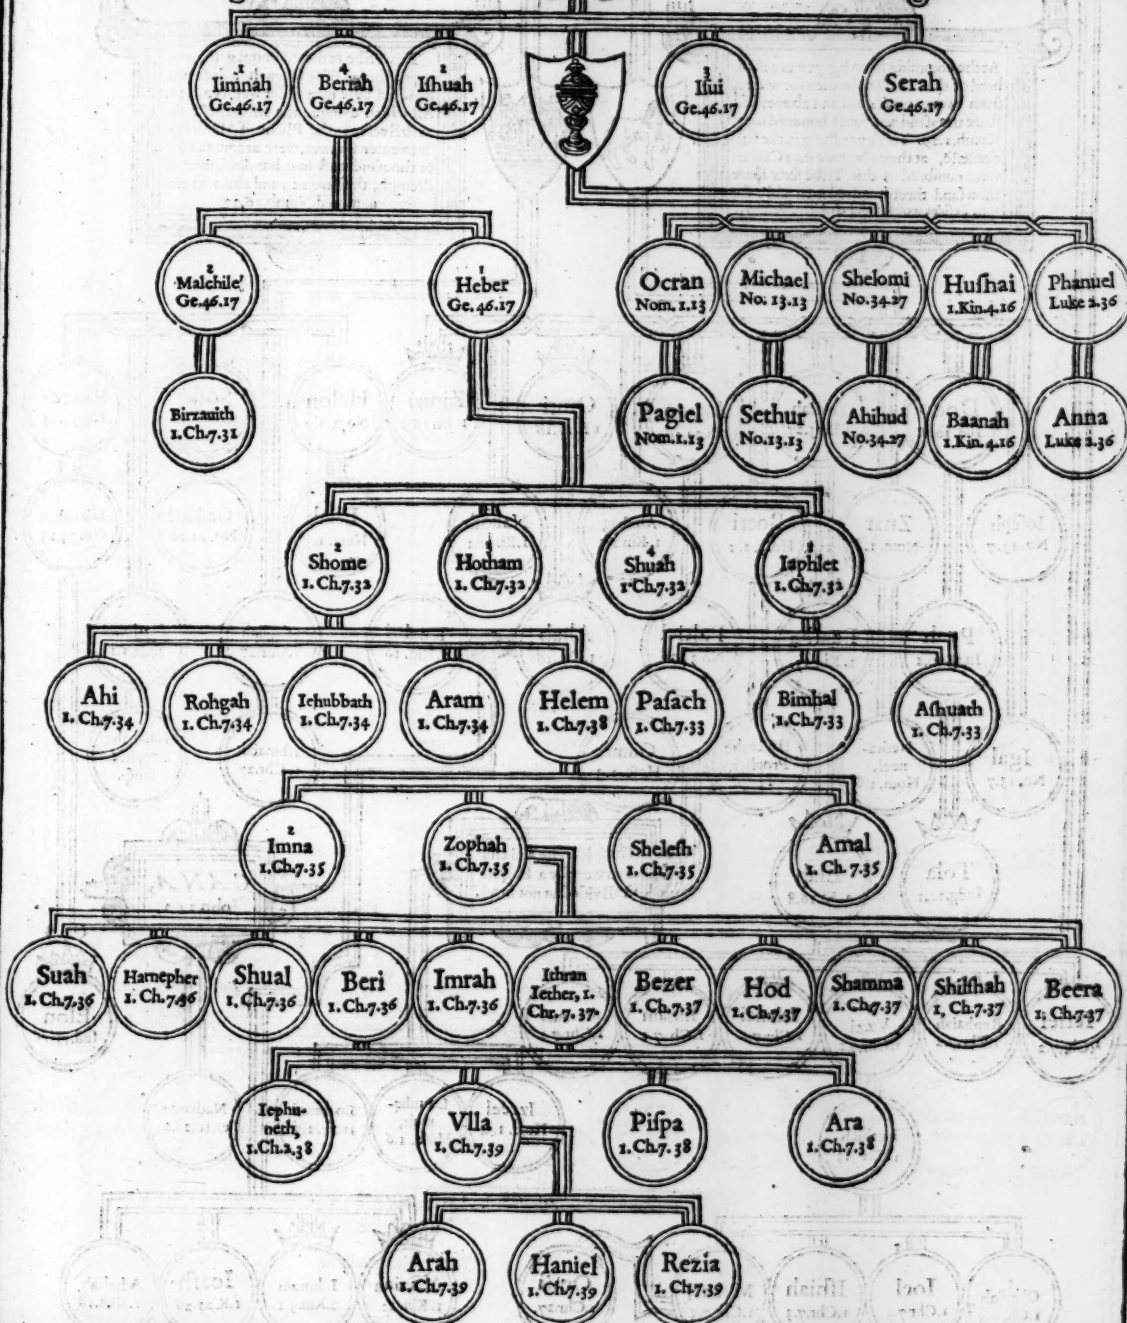 1
Iimnah
Ge.46.17
4
Beriah
Ge.46.17
2
Iſhuah
Ge.46.17
3
Iſui
Ge.46.17
Serah
Ge.46.17
2
Malchile
Ge.46.17
1
Heber
Ge.46.17
Ocran
Nom.1.13
Michael
No. 13.13
Shelomi
No.34.27
Huſhai
1.Kin.4.16
Phanuel
Luke 2.36
Birzauith
1.Ch.7.31
Pagiel
Nom.1.13
Sethur
No.13.13
Ahihud
No.34.27
Baanah
1.Kin.4.16
Anna
Luke 2.36
2
Shome
1. Ch.7.32
3
Hotham
1. Ch.7.32
4
Shuah
1.Ch.7.32
1
Iaphlet
1. Ch.7.32
Ahi
1. Ch.7.34
Rohgah
1. Ch.7.34
Iehubbath
1. Ch.7.34
Aram
1. Ch.7.34
Helem
1. Ch.7.38
Paſach
1. Ch.7.33
Bimhal
1.Ch.7.33
Aſhuath
1. Ch.7.33
2
Imna
1. Ch.7.35
Zophah
1. Ch.7.35
Sheleſh
1. Ch.7.35
Amal
1. Ch.7.35
Suah
1. Ch.7.36
Harnepher
1. Ch.7.36
Shual
1. Ch.7.36
Beri
1. Ch.7.36
Imrah
1. Ch.7.36
Ithran
Iether, 1.
Chr. 7. 37.
Bezer
1. Ch.7.37
Hod
1. Ch.7.37
Shamma
1. Ch.7.37
Shilſhah
1. Ch.7.37
Beera
1. Ch.7.37
Iephu-
neth,
1.Ch.2.38
Vlla
1. Ch.7.39
Piſpa
1. Ch.7.38
Ara
1. Ch.7.38
Arah
1. Ch.7.39
Haniel
1. Ch.7.39
Rezia
1. Ch.7.39